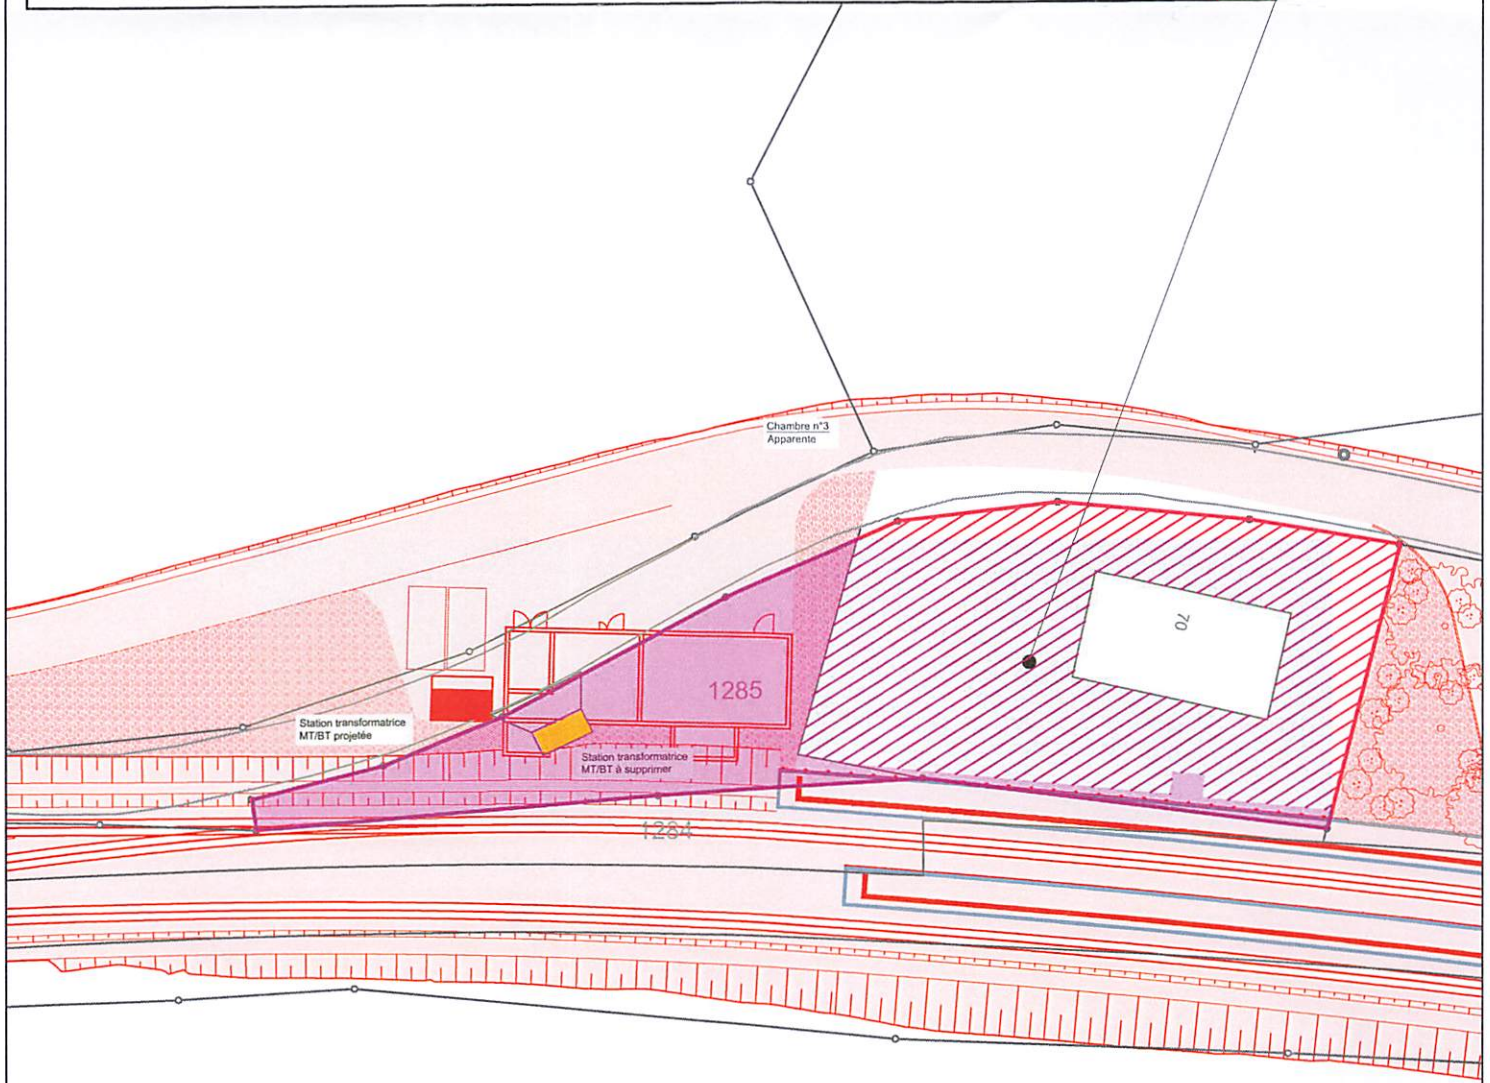 Chambre n°3
Apparente
70
1285
Station transformatrice
MT/BT projetée
Station transformatrice
MT/BT à supprimer
1284